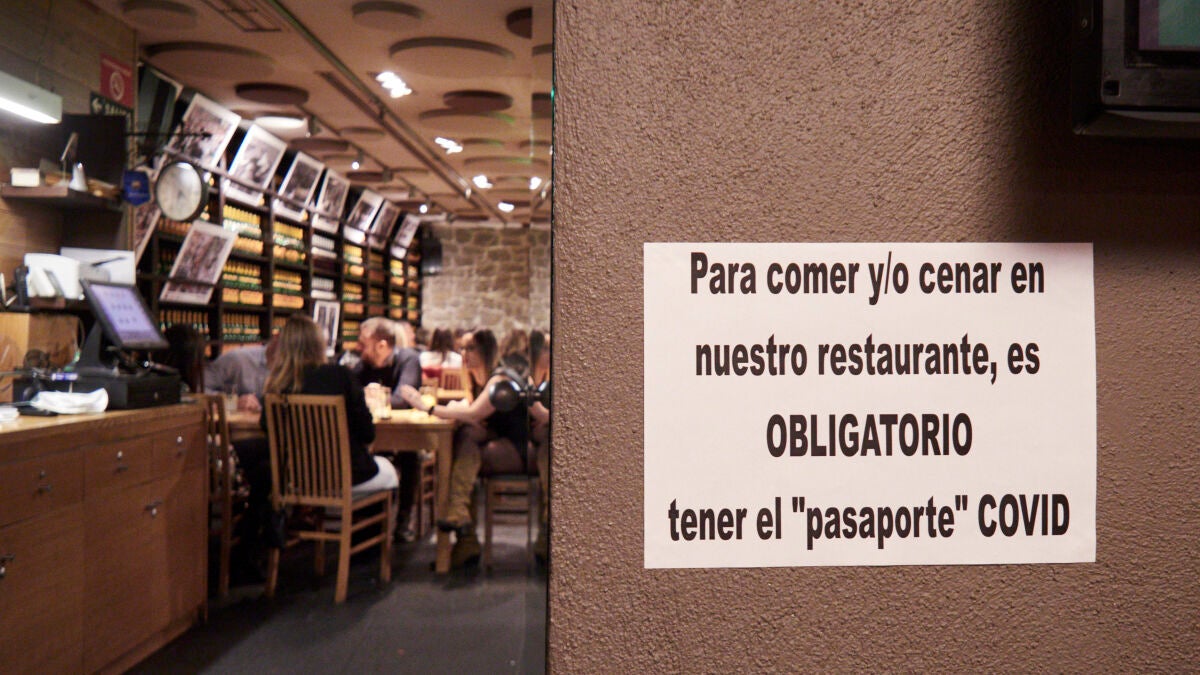 Para comer y/o cenar en
nuestro restaurante, es
OBLIGATORIO
tener el "pasaporte" COVID